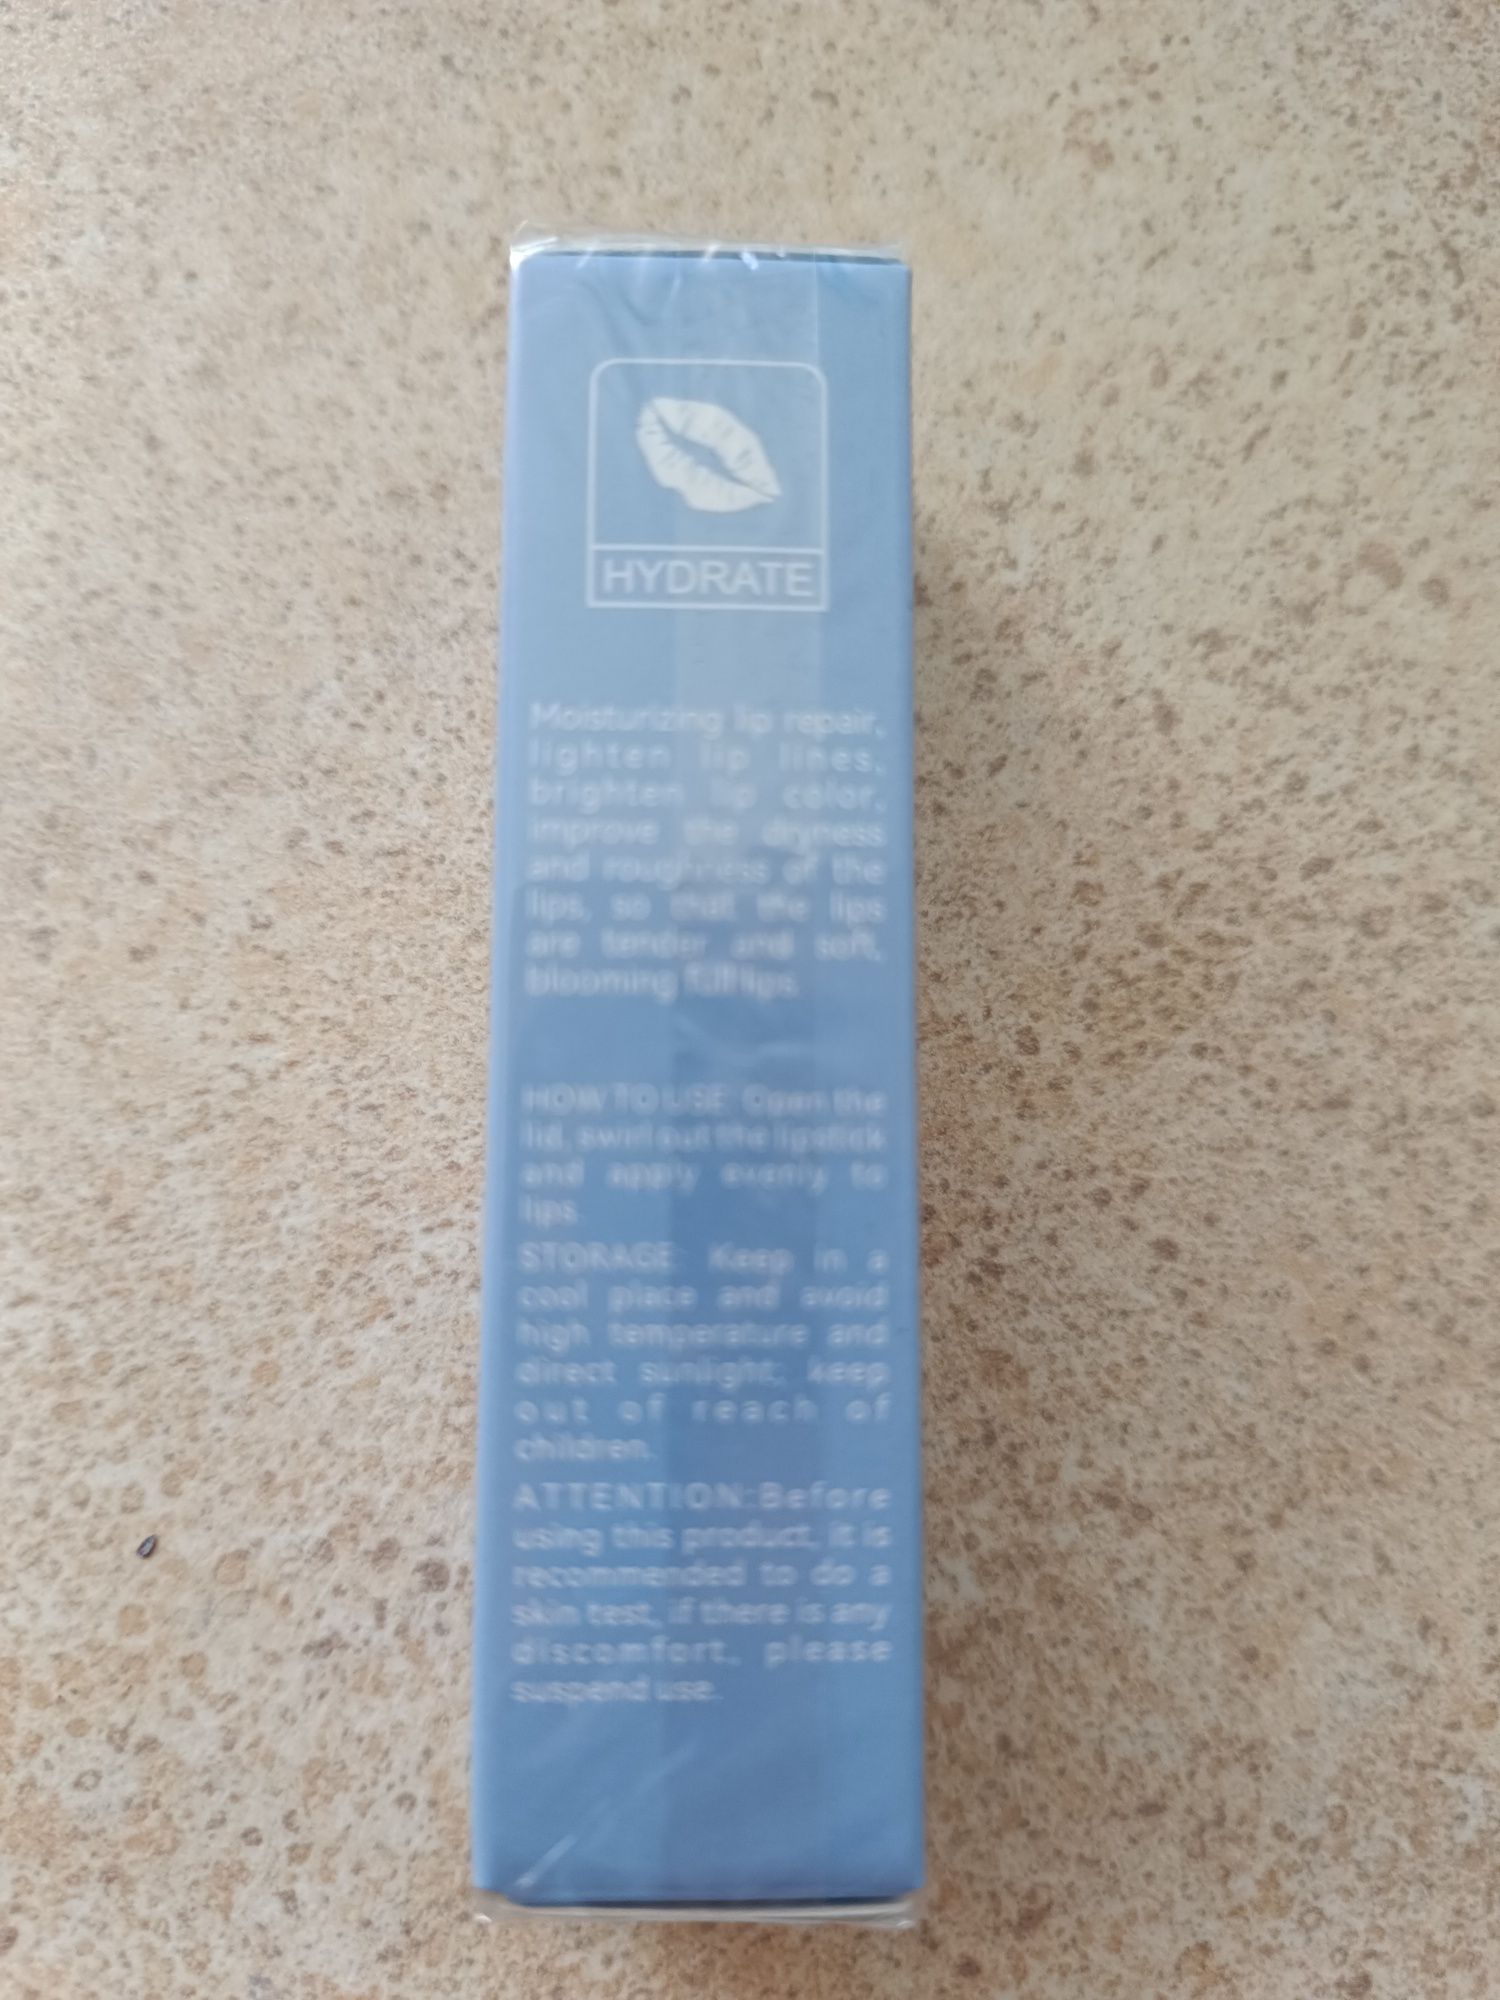 HYDRATE
Moisturizing lip repair,
lighten lip lines,
brighten lip color,
improve the dryness
and roughness of the
lips, so that the lips
are tender and soft,
blooming full lips.
HOW TO USE: Open the
lid, swirl out the lipstick
and apply evenly to
lips.
STORAGE: Keep in a
cool place and avoid
high temperature and
direct sunlight; keep
out of reach of
children.
ATTENTION:Before
using this product, it is
recommended to do a
skin test, if there is any
discomfort, please
suspend use.